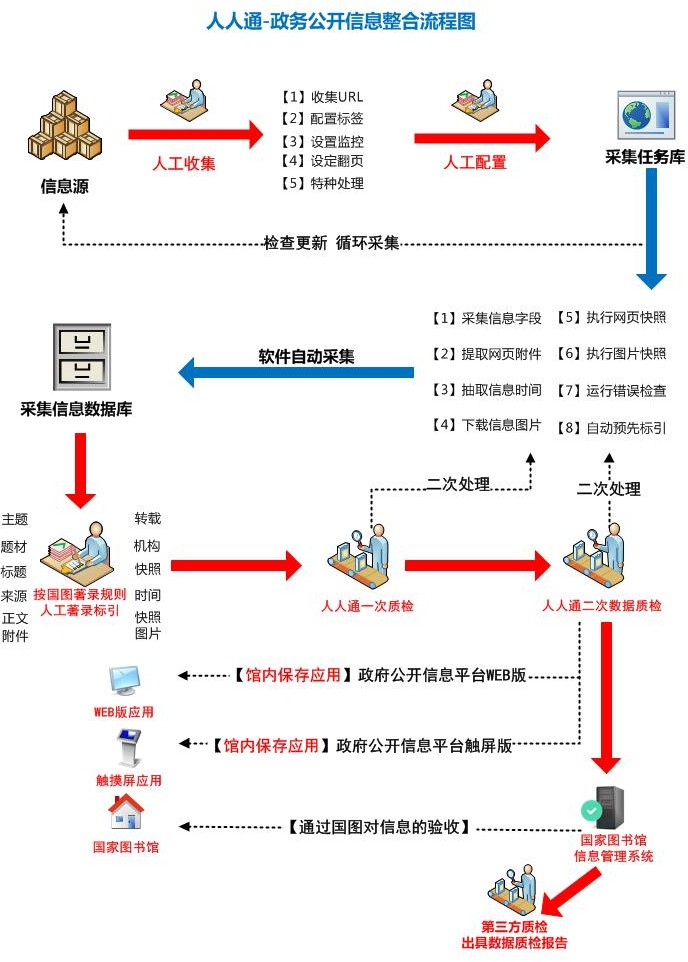 人人通-政务公开信息整合流程图
【1】收集URL
【2】配置标签
【3】设置监控
【4】设定翻页
【5】特种处理
人工收集
人工配置
信息源
采集任务库
检查更新 循环采集
【1】采集信息字段
【2】提取网页附件
【3】抽取信息时间
【4】下载信息图片
【5】执行网页快照
【6】执行图片快照
【7】运行错误检查
【8】自动预先标引
软件自动采集
采集信息数据库
二次处理
二次处理
主题
题材
标题
来源
正文
附件
转载
机构
快照
时间
快照
图片
按国图著录规则
人工著录标引
人人通一次质检
人人通二次数据质检
【馆内保存应用】政府公开信息平台WEB版
WEB版应用
【馆内保存应用】政府公开信息平台触屏版
触摸屏应用
【通过国图对信息的验收】
国家图书馆
国家图书馆
信息管理系统
第三方质检
出具数据质检报告